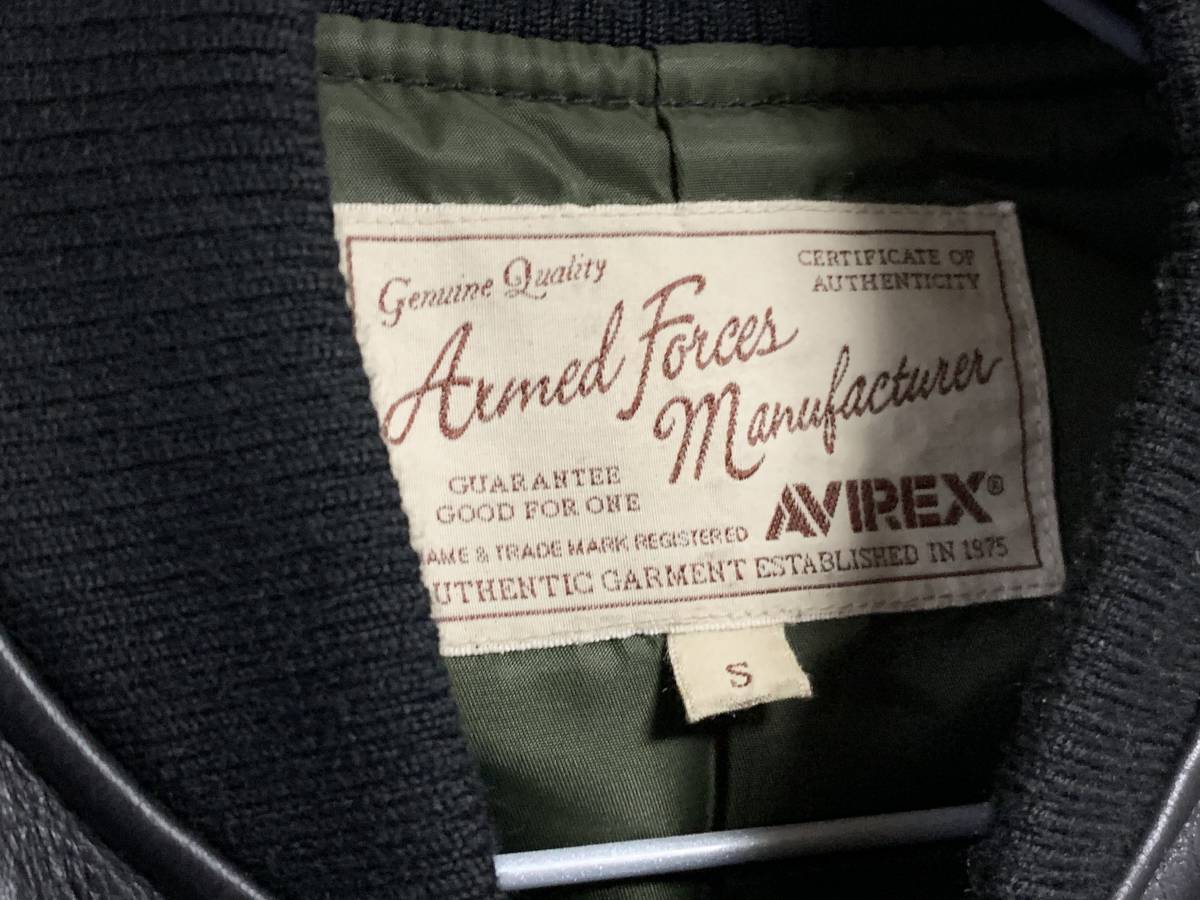 Genuine Quality
CERTIFICATE OF
AUTHENTICITY
Armed Forces
Manufacturer
GUARANTEE
GOOD FOR ONE
AVIREX®
AME & TRADE MARK REGISTERED
UTHENTIC GARMENT ESTABLISHED IN 1975
S